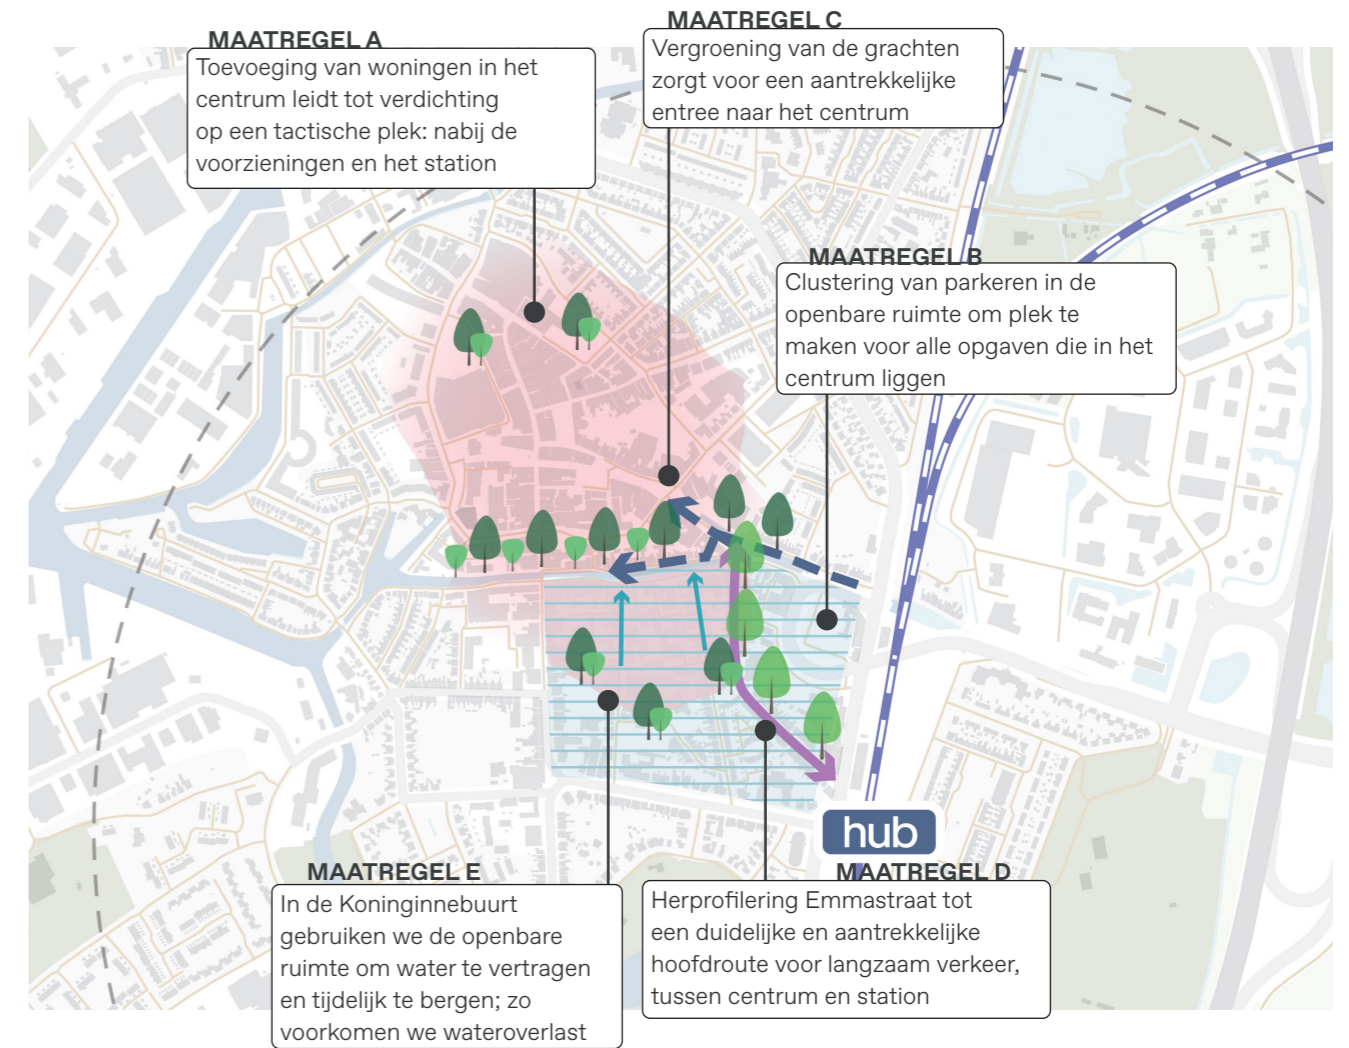 MAATREGEL A
Toevoeging van woningen in het
centrum leidt tot verdichting
op een tactische plek: nabij de
voorzieningen en het station
MAATREGEL C
Vergroening van de grachten
zorgt voor een aantrekkelijke
entree naar het centrum
MAATREGEL B
Clustering van parkeren in de
openbare ruimte om plek te
maken voor alle opgaven die in het
centrum liggen
hub
MAATREGEL E
In de Koninginnebuurt
gebruiken we de openbare
ruimte om water te vertragen
en tijdelijk te bergen; zo
voorkomen we wateroverlast
MAATREGEL D
Herprofilering Emmastraat tot
een duidelijke en aantrekkelijke
hoofdroute voor langzaam verkeer,
tussen centrum en station